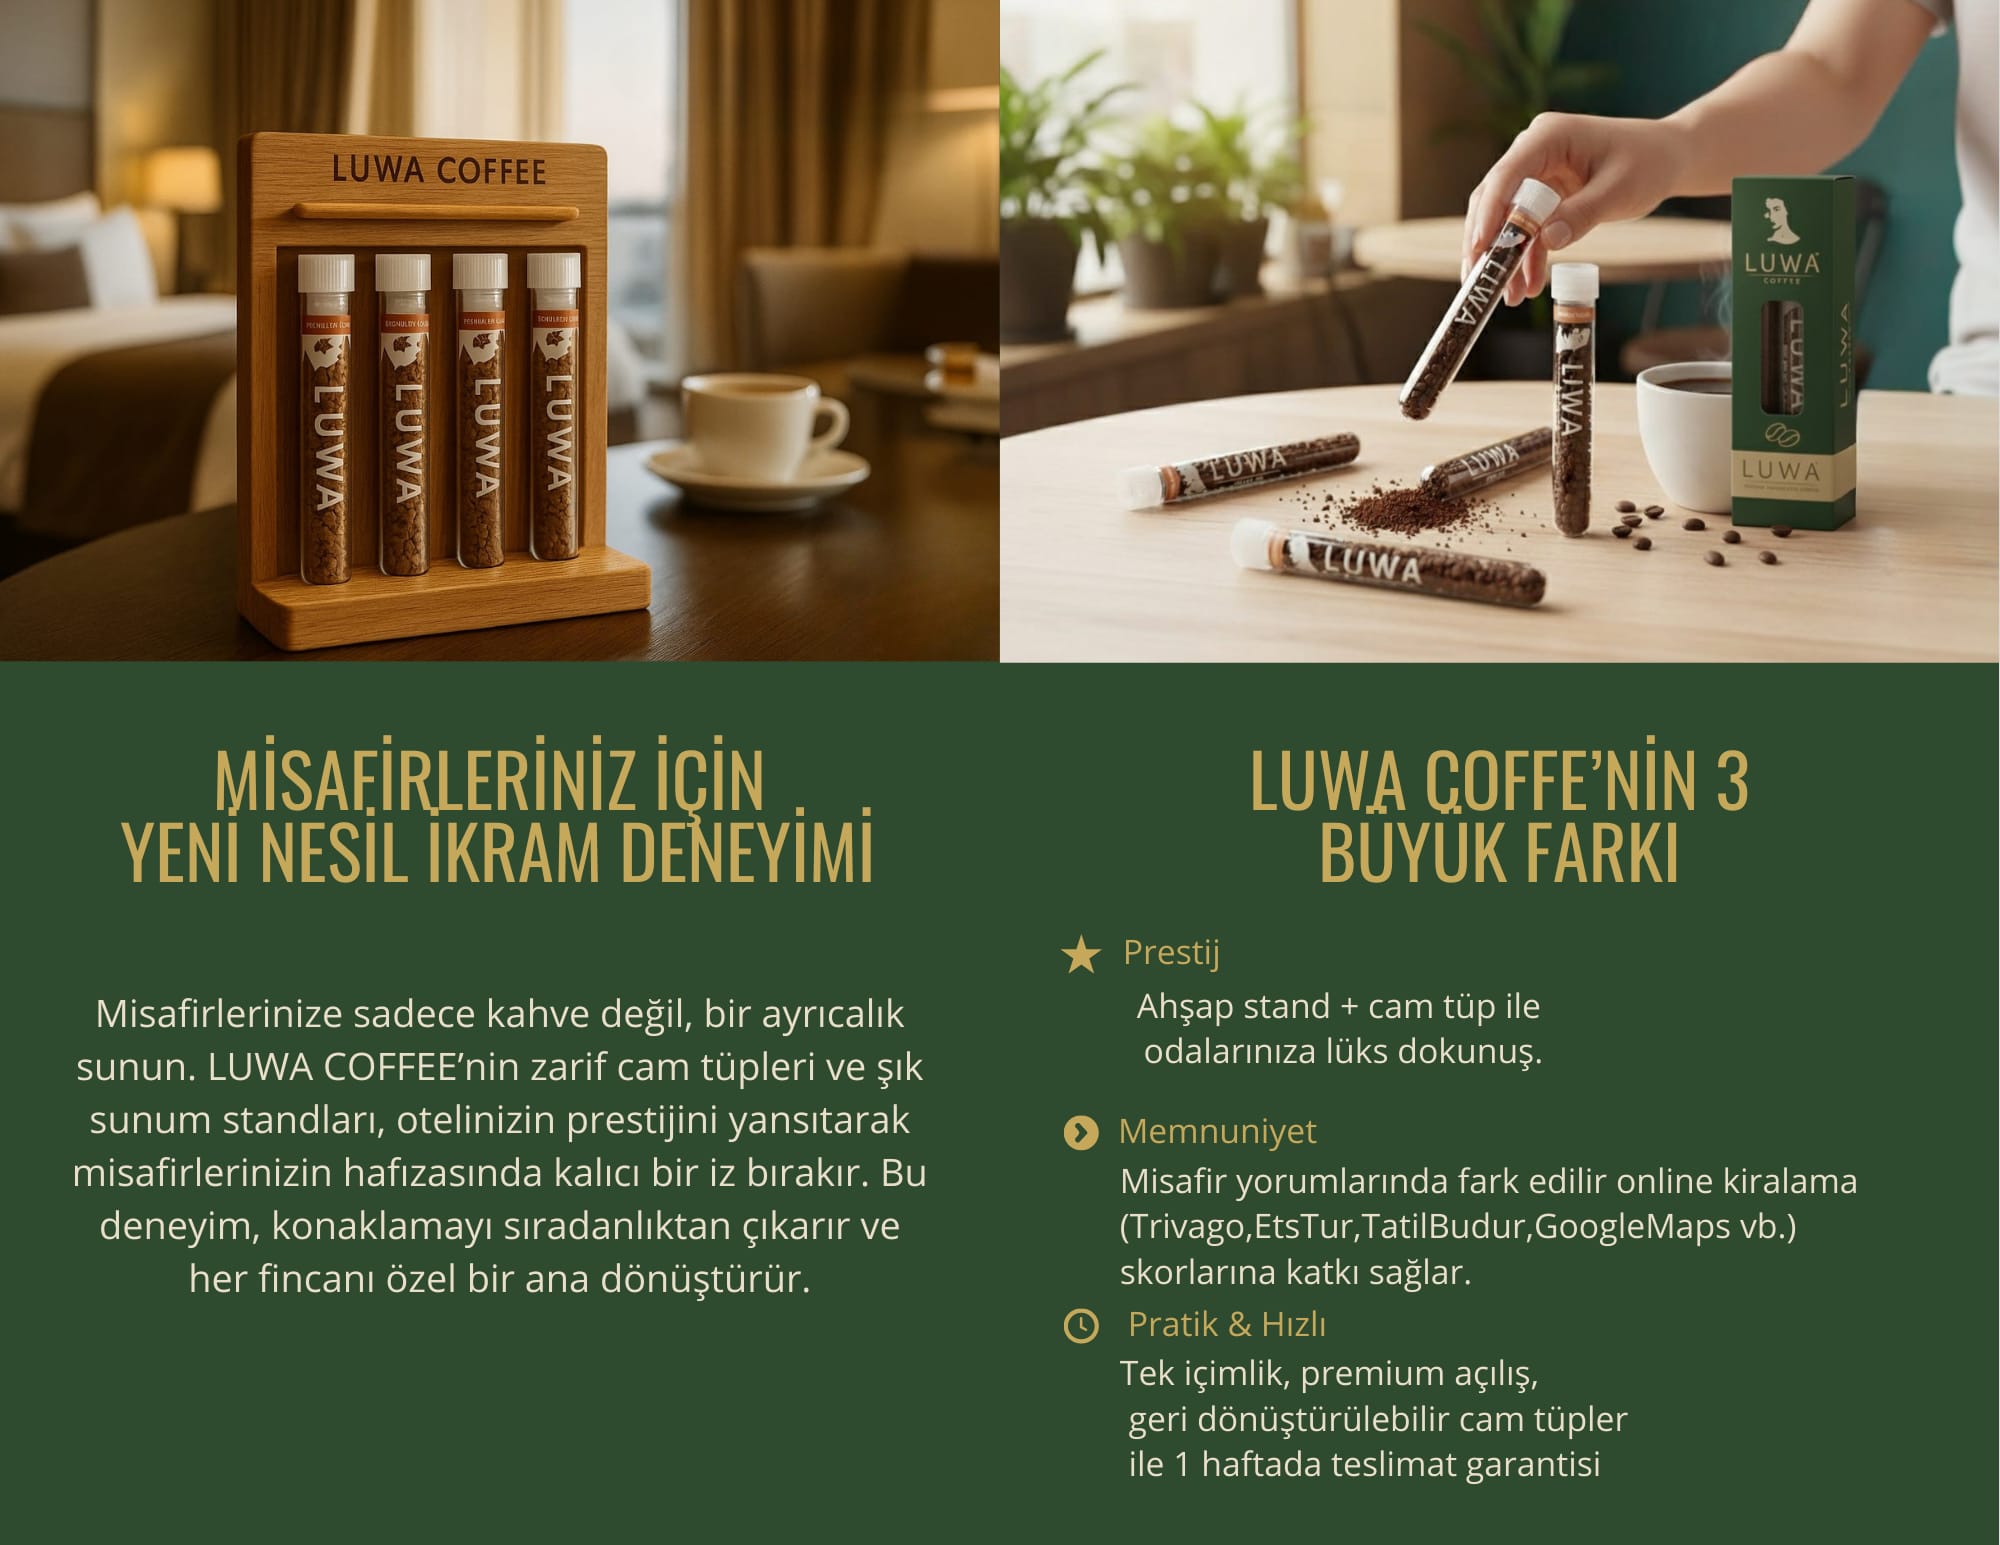 LUWA COFFEE
LUWA
LUWA
LUWA
LUWA
LUWA
LUWA
LUWA
LUWA
LUWA
LUWA
COFFEE
LUWA
LUWA
LUWA
MİSAFİRLERİNİZ İÇİN
YENİ NESİL İKRAM DENEYİMİ
Misafirlerinize sadece kahve değil, bir ayrıcalık
sunun. LUWA COFFEE’nin zarif cam tüpleri ve şık
sunum standları, otelinizin prestijini yansıtarak
misafirlerinizin hafızasında kalıcı bir iz bırakır. Bu
deneyim, konaklamayı sıradanlıktan çıkarır ve
her fincanı özel bir ana dönüştürür.
LUWA COFFE’NİN 3
BÜYÜK FARKI
Prestij
Ahşap stand + cam tüp ile
odalarınıza lüks dokunuş.
Memnuniyet
Misafir yorumlarında fark edilir online kiralama
(Trivago,EtsTur,TatilBudur,GoogleMaps vb.)
skorlarına katkı sağlar.
Pratik & Hızlı
Tek içimlik, premium açılış,
geri dönüştürülebilir cam tüpler
ile 1 haftada teslimat garantisi